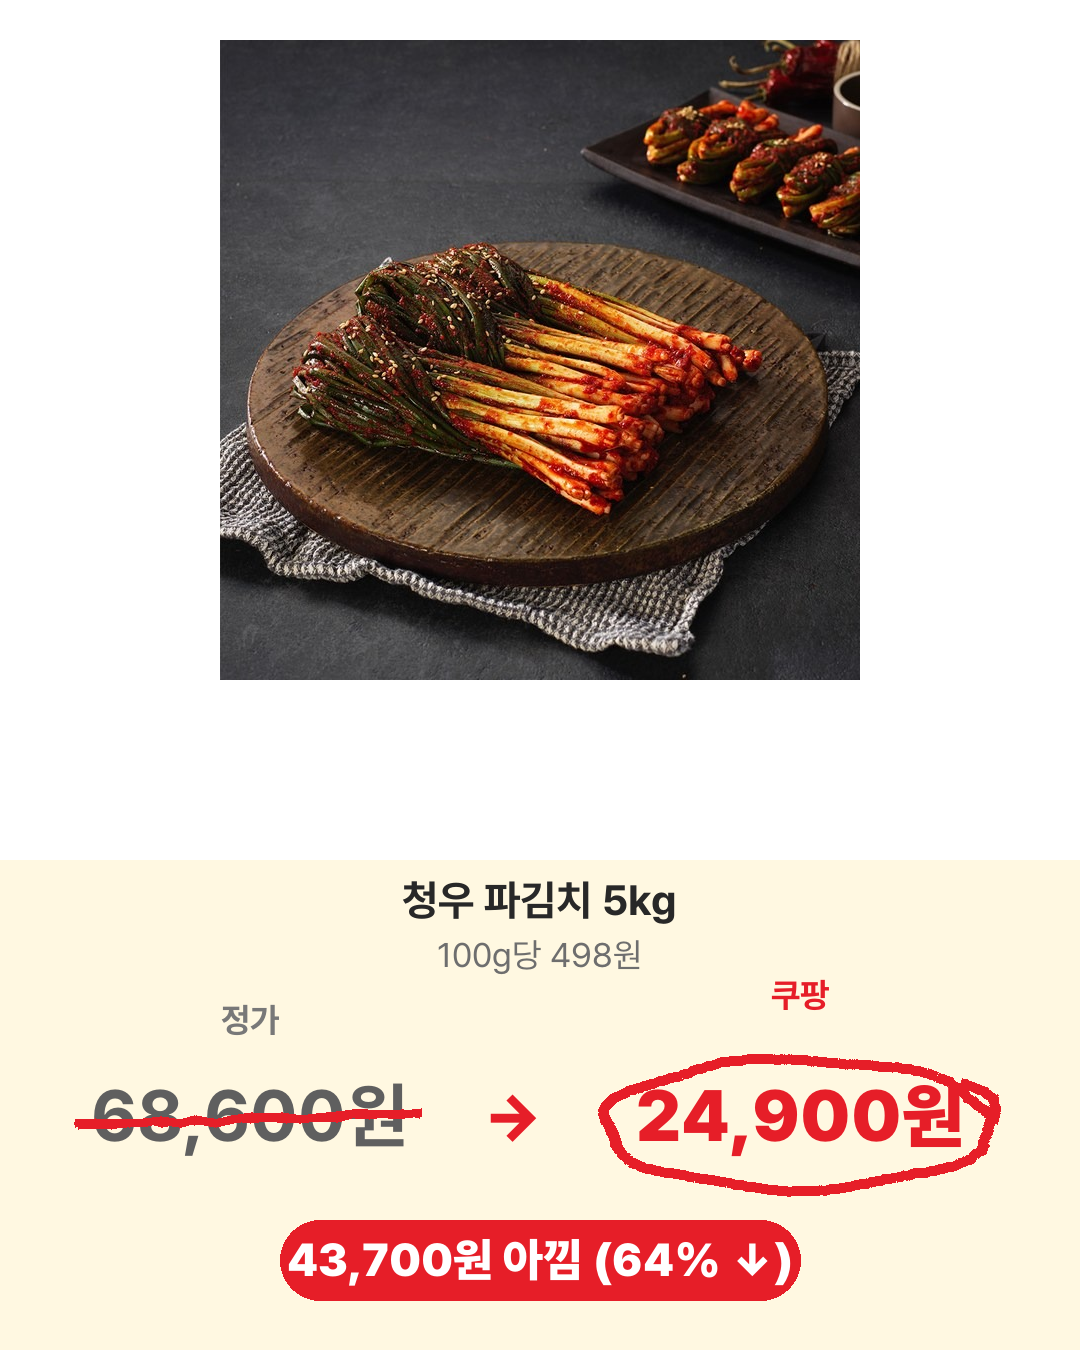 청우 파김치 5kg
100g당 498원
정가
쿠팡
68,600원 → 24,900원
43,700원 아낌 (64% ↓)